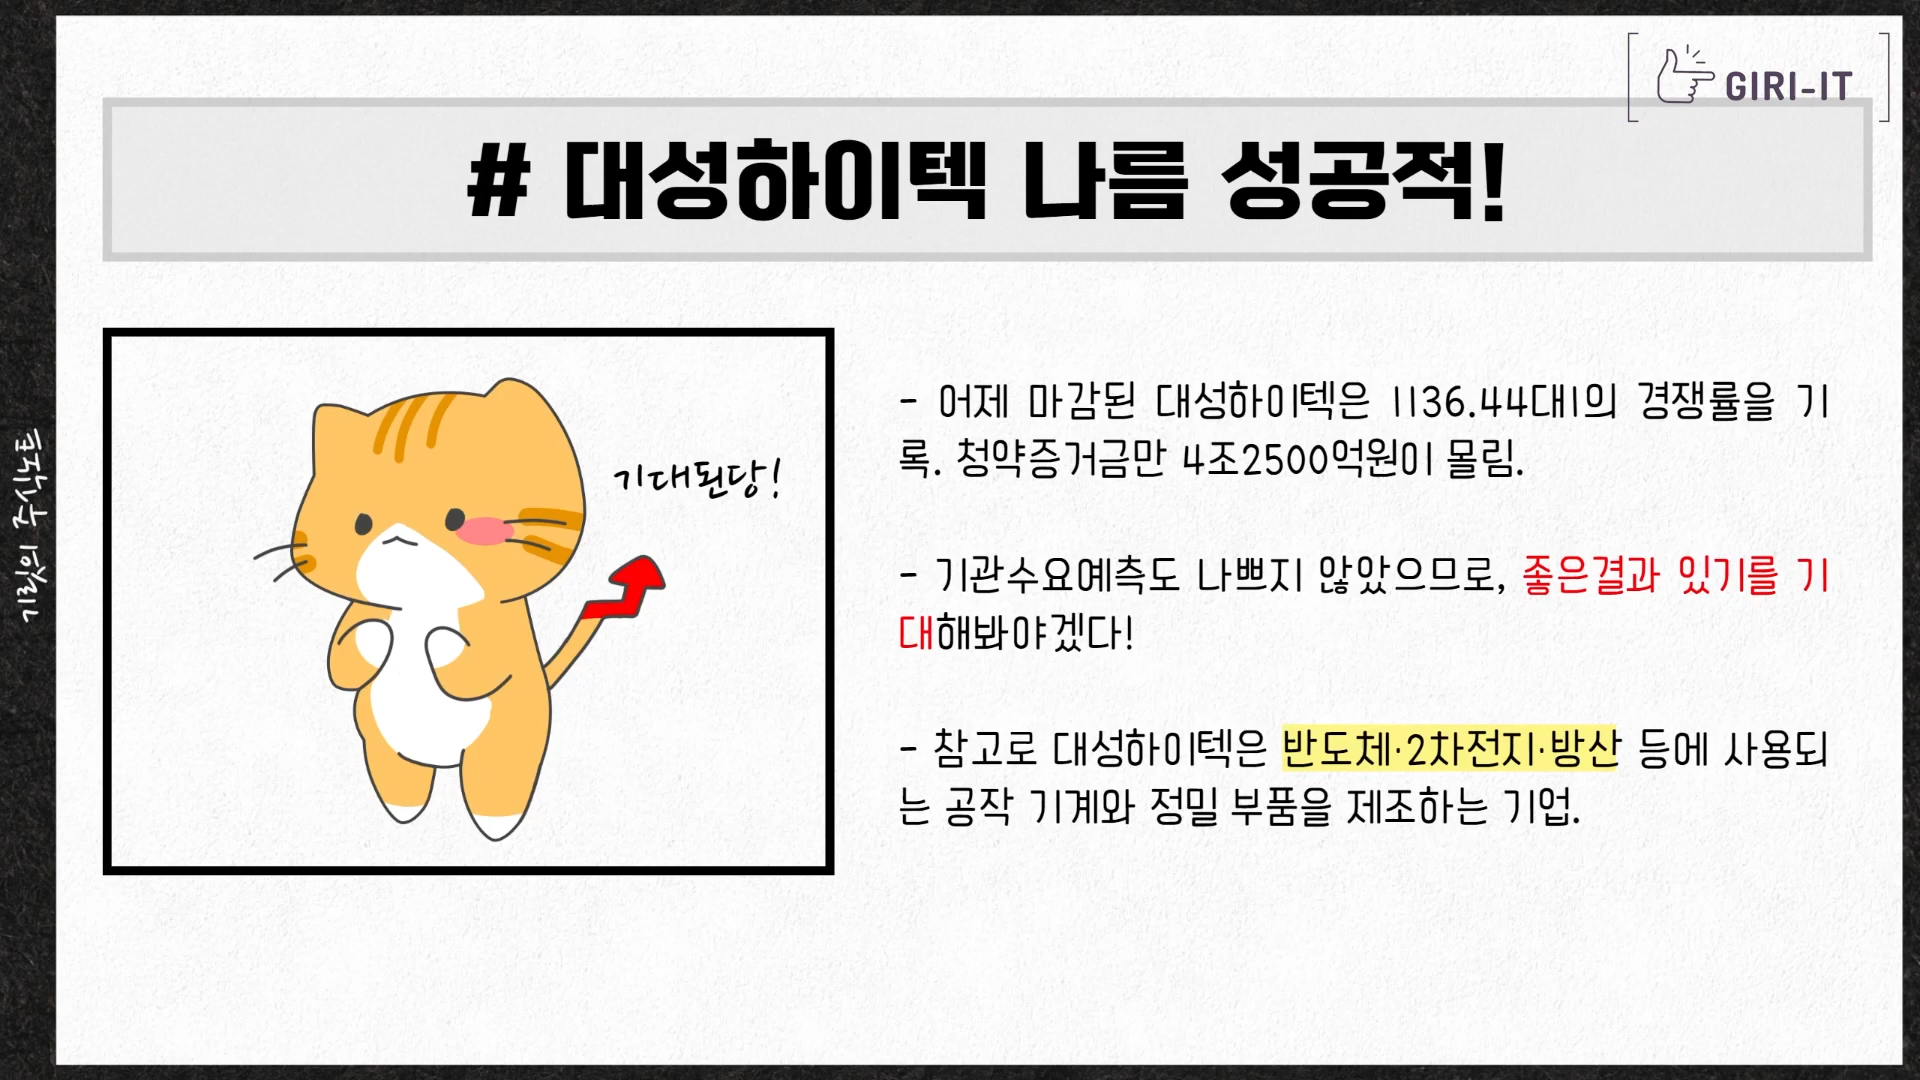 GIRI-IT
# 대성하이텍 나름 성공적!
기대된당!
- 어제 마감된 대성하이텍은 1136.44대1의 경쟁률을 기
록. 청약증거금만 4조2500억원이 몰림.
- 기관수요예측도 나쁘지 않았으므로, 좋은결과 있기를 기
대해봐야겠다!
- 참고로 대성하이텍은 반도체·2차전지·방산 등에 사용되
는 공작 기계와 정밀 부품을 제조하는 기업.
기릿의 주식노트